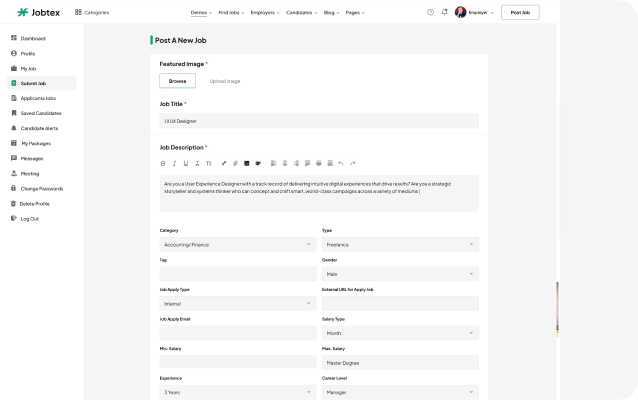 Jobtex
Categories
Demos
Find Jobs
Employers
Candidates
Blog
Pages
Employer
Post Job
Dashboard
Profile
My Job
Submit Job
Applicants Jobs
Saved Candidates
Candidate Alerts
My Packages
Messages
Meeting
Change Passwords
Delete Profile
Log Out
Post A New Job
Featured Image *
Browse
Upload Image
Job Title *
UI UX Designer
Job Description *
Are you a User Experience Designer with a track record of delivering intuitive digital experiences that drive results? Are you a strategic
storyteller and systems thinker who can concept and craft smart, world-class campaigns across a variety of mediums
Category
Type
Accounting/Finance
Freelance
Tag
Gender
Male
Job Apply Type
External URL for Apply Job
Internal
Job Apply Email
Salary Type
Month
Min. Salary
Max. Salary
Master Degree
Experience
Career Level
3 Years
Manager